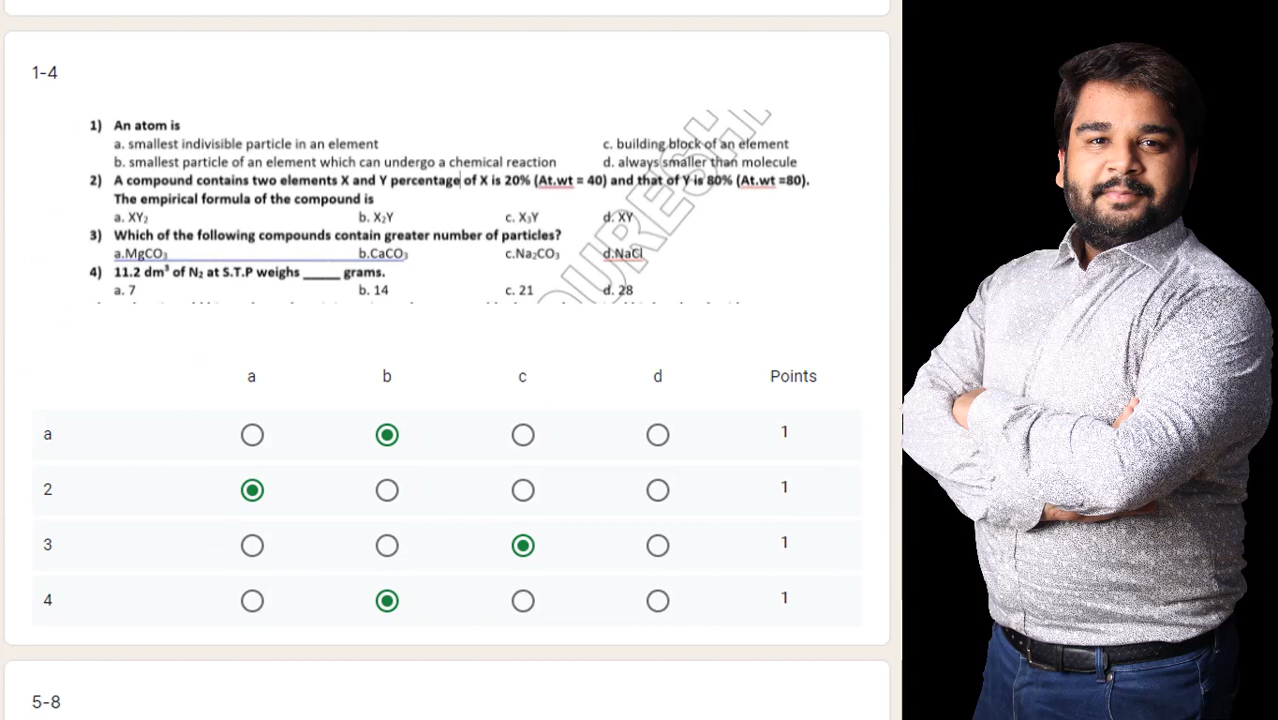 1-4
1) An atom is
a. smallest indivisible particle in an element c. building block of an element
b. smallest particle of an element which can undergo a chemical reaction d. always smaller than molecule
2) A compound contains two elements X and Y percentage of X is 20% (At.wt = 40) and that of Y is 80% (At.wt =80).
The empirical formula of the compound is
a. XY₂ b. X₂Y c. X₃Y d. XY
3) Which of the following compounds contain greater number of particles?
a.MgCO₃ b.CaCO₃ c.Na₂CO₃ d.NaCl
4) 11.2 dm³ of N₂ at S.T.P weighs _____ grams.
a. 7 b. 14 c. 21 d. 28
a b c d Points
a 1
2 1
3 1
4 1
5-8